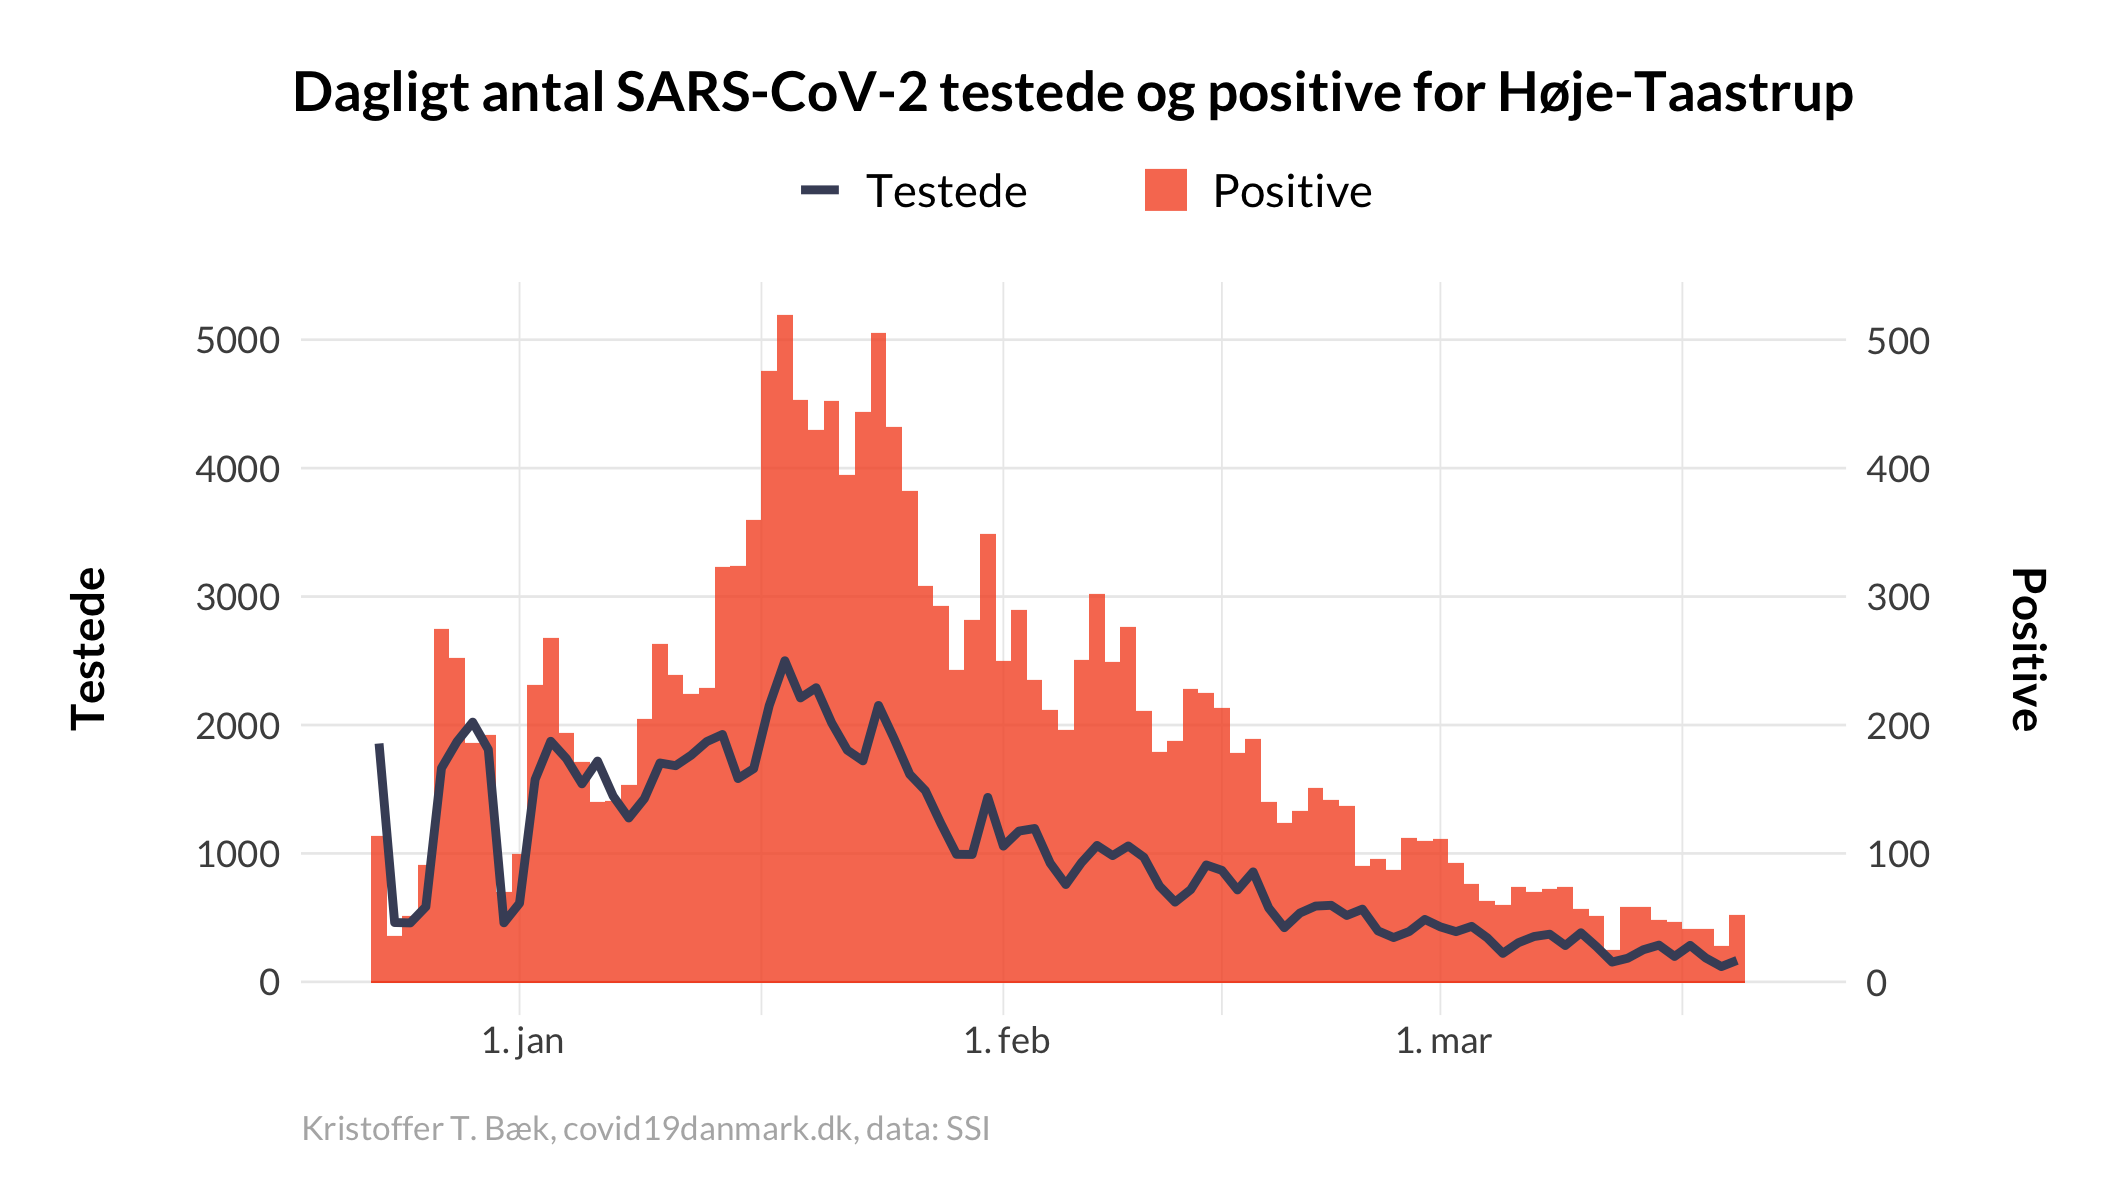 Dagligt antal SARS-CoV-2 testede og positive for Høje-Taastrup
Testede
Positive
Testede
5000
4000
3000
2000
1000
0
500
400
300
200
100
0
Positive
1. jan
1. feb
1. mar
Kristoffer T. Bæk, covid19danmark.dk, data: SSI